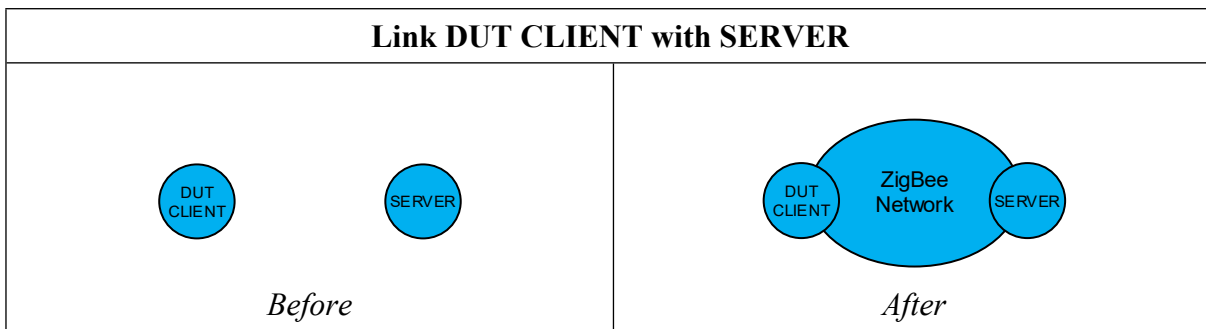 Link DUT CLIENT with SERVER
DUT
CLIENT
SERVER
Before
DUT
CLIENT
ZigBee
Network
SERVER
After